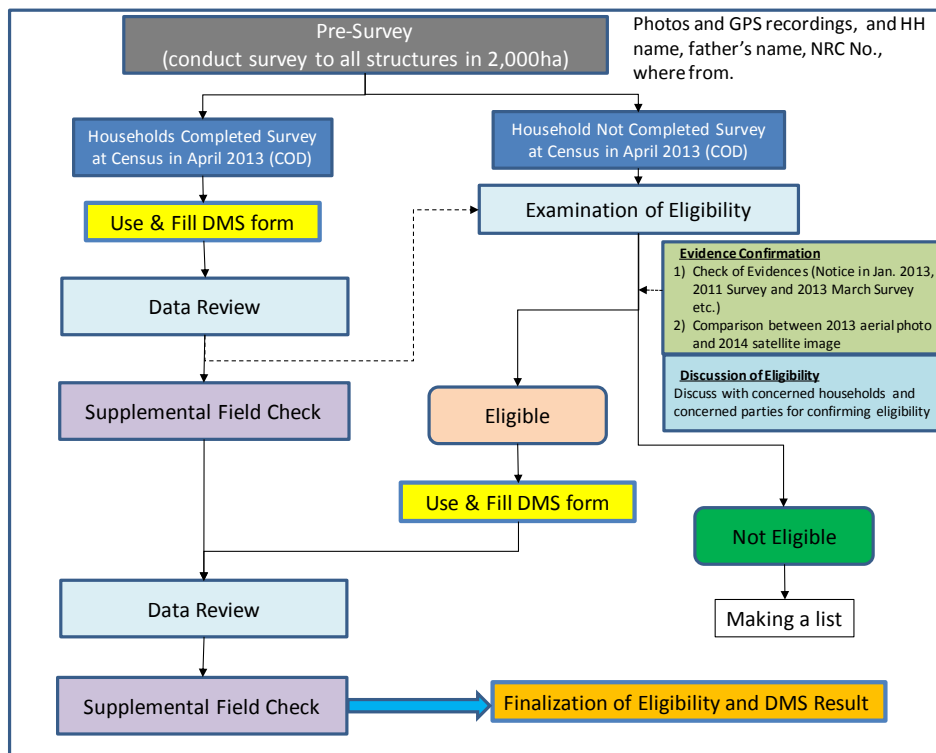 Pre-Survey
(conduct survey to all structures in 2,000ha)
Photos and GPS recordings, and HH
name, father's name, NRC No.,
where from.
Households Completed Survey
at Census in April 2013 (COD)
Household Not Completed Survey
at Census in April 2013 (COD)
Use & Fill DMS form
Examination of Eligibility
Evidence Confirmation
1) Check of Evidences (Notice in Jan. 2013,
2011 Survey and 2013 March Survey
etc.)
2) Comparison between 2013 aerial photo
and 2014 satellite image
Data Review
Discussion of Eligibility
Discuss with concerned households and
concerned parties for confirming eligibility
Supplemental Field Check
Eligible
Use & Fill DMS form
Not Eligible
Data Review
Making a list
Supplemental Field Check
Finalization of Eligibility and DMS Result